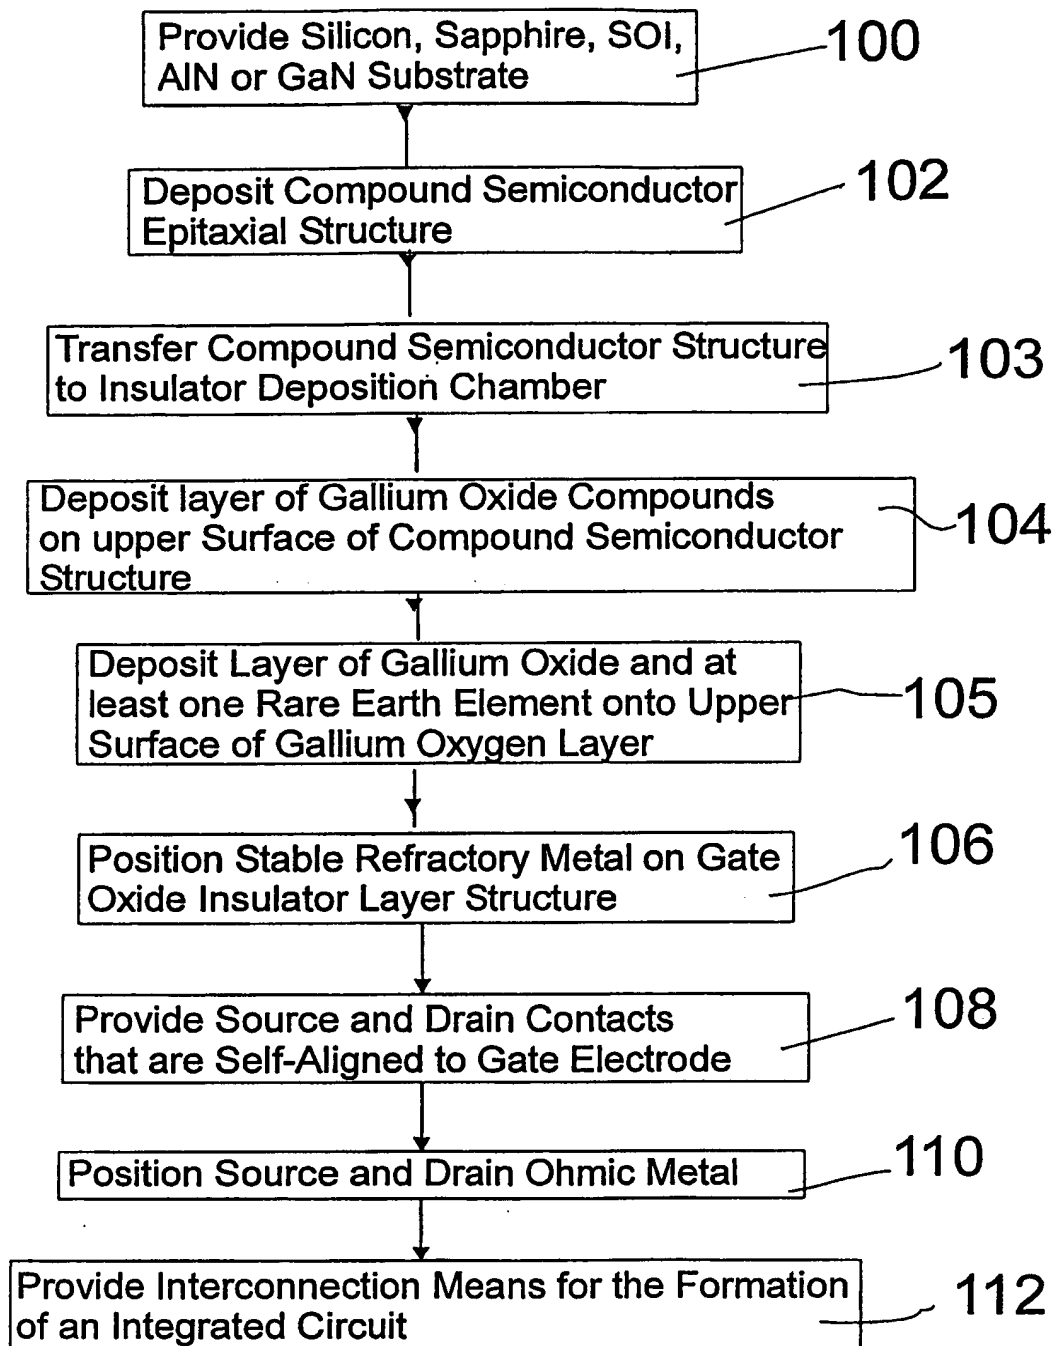 Provide Silicon, Sapphire, SOI,
AlN or GaN Substrate
100
Deposit Compound Semiconductor
Epitaxial Structure
102
Transfer Compound Semiconductor Structure
to Insulator Deposition Chamber
103
Deposit layer of Gallium Oxide Compounds
on upper Surface of Compound Semiconductor
Structure
104
Deposit Layer of Gallium Oxide and at
least one Rare Earth Element onto Upper
Surface of Gallium Oxygen Layer
105
Position Stable Refractory Metal on Gate
Oxide Insulator Layer Structure
106
Provide Source and Drain Contacts
that are Self-Aligned to Gate Electrode
108
Position Source and Drain Ohmic Metal
110
Provide Interconnection Means for the Formation
of an Integrated Circuit
112